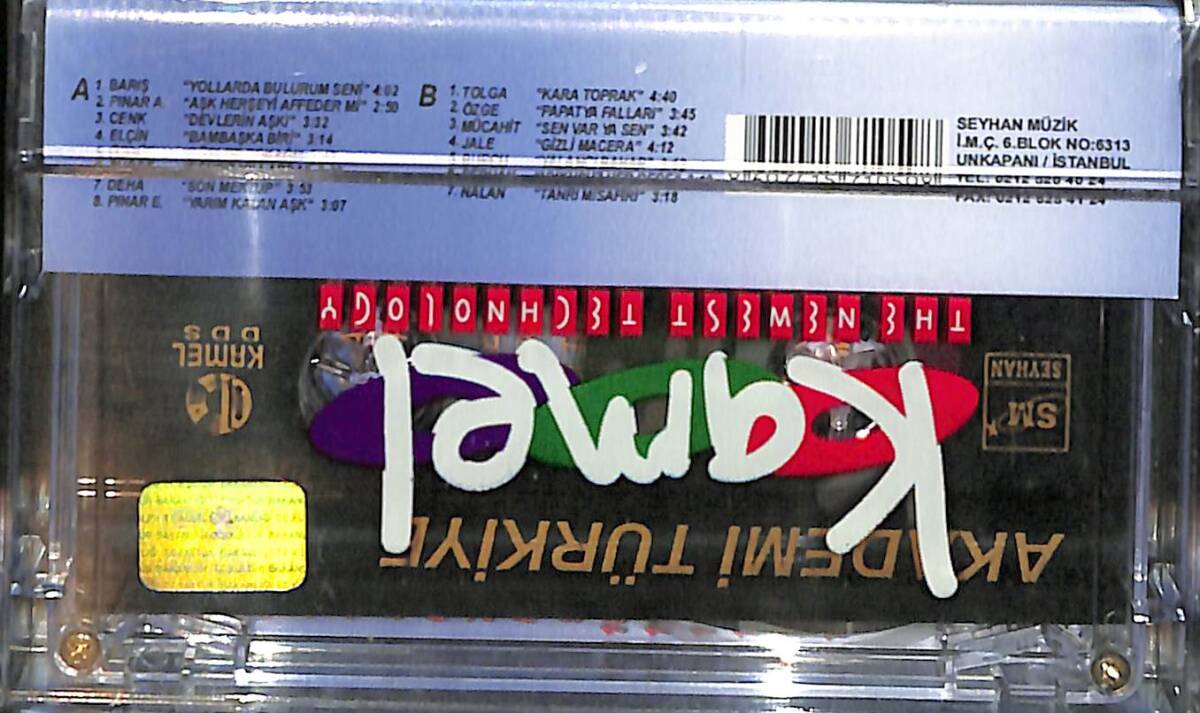 A
1 BARIŞ "YOLLARDA BULURUM SENİ" 4:02
2. PINAR A. "AŞK HERŞEYİ AFFEDER Mİ" 2:50
3. CENK "DEVLERİN AŞKI" 3:32
4. ELÇİN "BAMBAŞKA BİRİ" 3:14
7. DEHA "SON MEKTUP" 3:53
8. PINAR E. "YARIM KALAN AŞK" 3:07
B
1. TOLGA "KARA TOPRAK" 4:40
2. ÖZGE "PAPATYA FALLARI" 3:45
3. MÜCAHİT "SEN VAR YA SEN" 3:42
4. JALE "GİZLİ MACERA" 4:12
7. NALAN "TANRI MİSAFİRİ" 3:18
SEYHAN MÜZİK
İ.M.Ç. 6.BLOK NO:6313
UNKAPANI / İSTANBUL
THE NEWEST TECHNOLOGY
Kamel
KAMEL
DDS
SEYHAN
SM
AKADEMİ TÜRKİYE